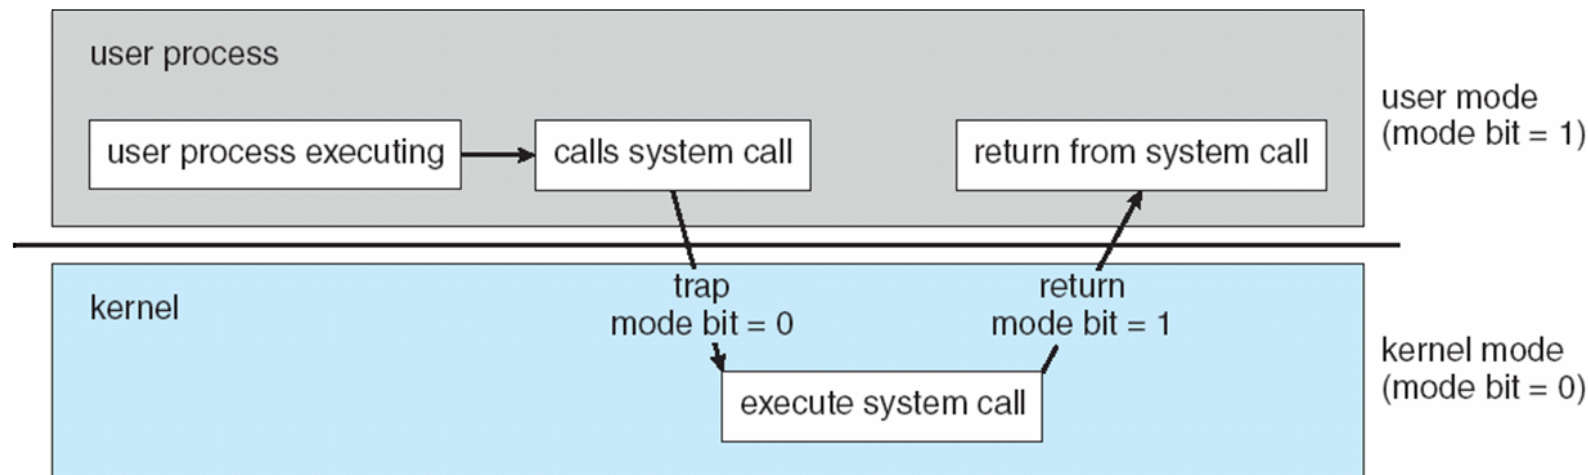 user process
user process executing
calls system call
return from system call
user mode
(mode bit = 1)
kernel
trap
mode bit = 0
return
mode bit = 1
execute system call
kernel mode
(mode bit = 0)